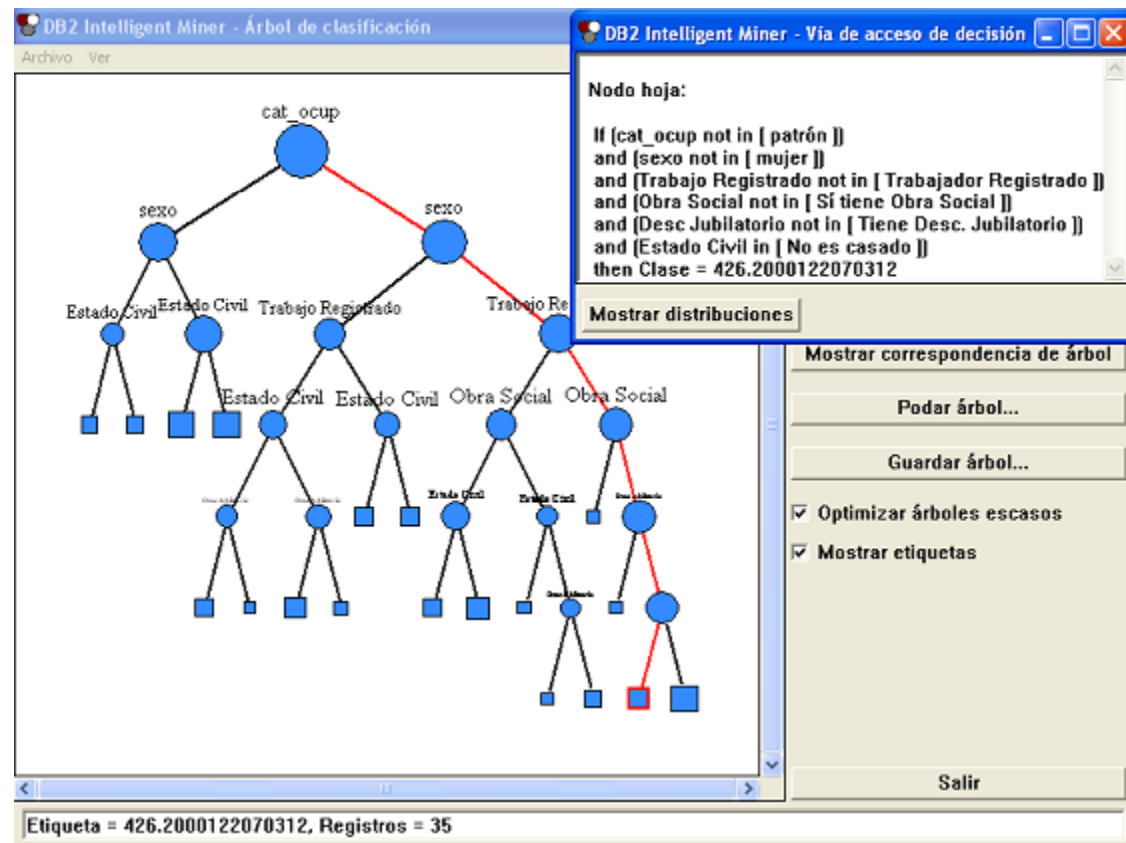 DB2 Intelligent Miner - Árbol de clasificación
Archivo Ver
cat_ocup
sexo
sexo
Estado Civil
Estado Civil
Trabajo Registrado
Trabajo Re
Estado Civil
Estado Civil
Obra Social
Obra Social
Estado Civil
Estado Civil
DB2 Intelligent Miner - Vía de acceso de decisión
Nodo hoja:
If (cat_ocup not in [ patrón ])
and (sexo not in [ mujer ])
and (Trabajo Registrado not in [ Trabajador Registrado ])
and (Obra Social not in [ Sí tiene Obra Social ])
and (Desc Jubilatorio not in [ Tiene Desc. Jubilatorio ])
and (Estado Civil in [ No es casado ])
then Clase = 426.2000122070312
Mostrar distribuciones
Mostrar correspondencia de árbol
Podar árbol...
Guardar árbol...
Optimizar árboles escasos
Mostrar etiquetas
Salir
Etiqueta = 426.2000122070312, Registros = 35